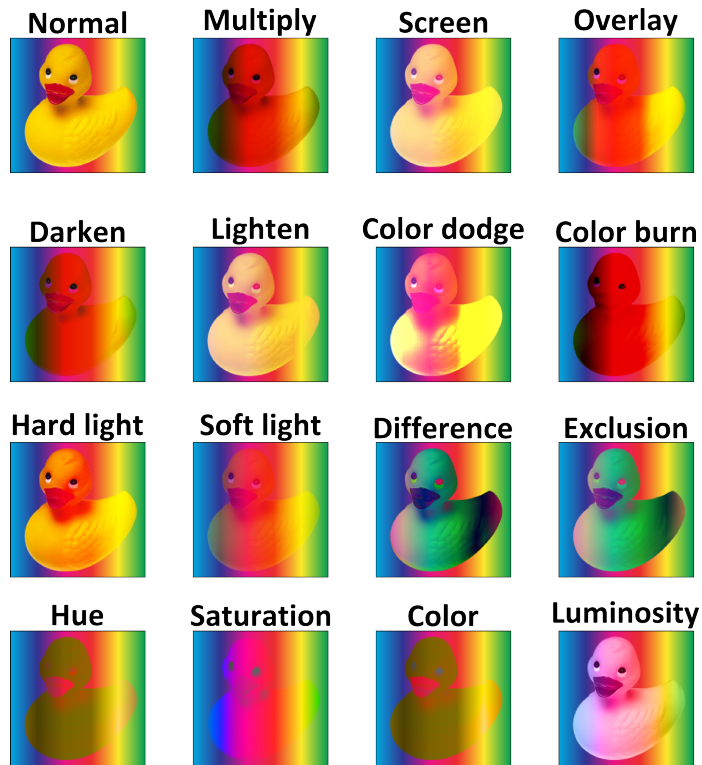 Normal
Multiply
Screen
Overlay
Darken
Lighten
Color dodge
Color burn
Hard light
Soft light
Difference
Exclusion
Hue
Saturation
Color
Luminosity